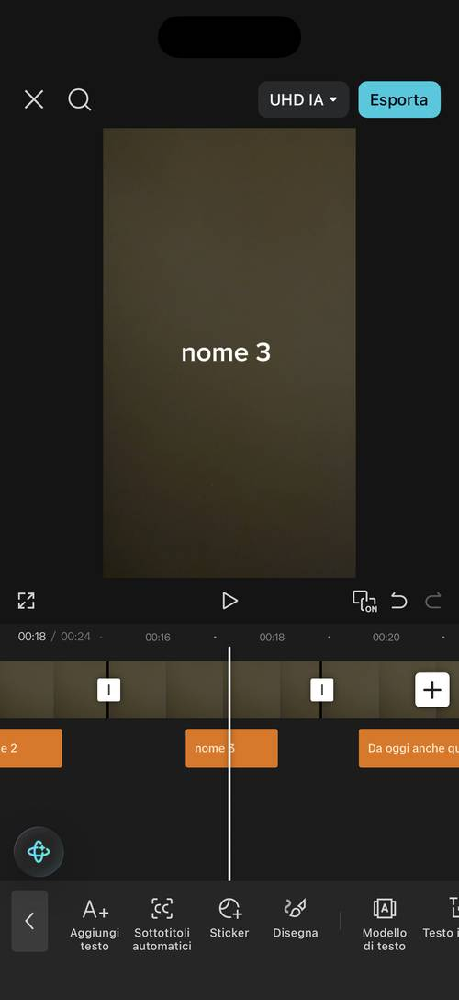 UHD IA
Esporta
nome 3
ON
00:18 / 00:24
00:16
00:18
00:20
e 2
nome 3
Da oggi anche qu
Aggiungi
testo
Sottotitoli
automatici
Sticker
Disegna
Modello
di testo
Testo i